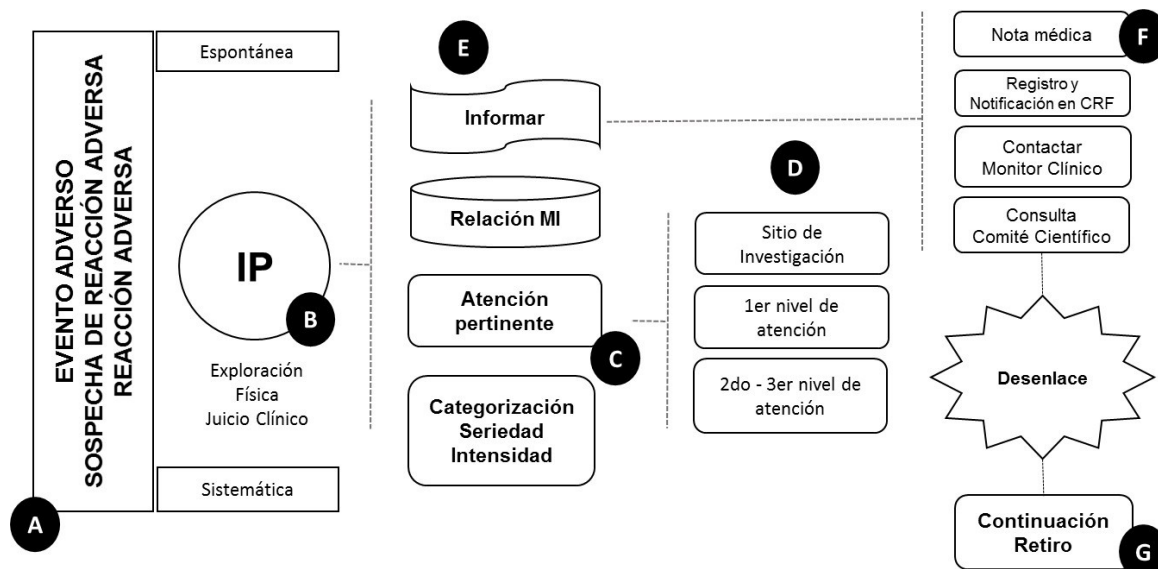 EVENTO ADVERSO
SOSPECHA DE REACCIÓN ADVERSA
REACCIÓN ADVERSA
A
Espontánea
IP
B
Exploración
Física
Juicio Clínico
Sistemática
E
Informar
Relación MI
Atención
pertinente
C
Categorización
Seriedad
Intensidad
D
Sitio de
Investigación
1er nivel de
atención
2do - 3er nivel de
atención
Nota médica
F
Registro y
Notificación en CRF
Contactar
Monitor Clínico
Consulta
Comité Científico
Desenlace
Continuación
Retiro
G